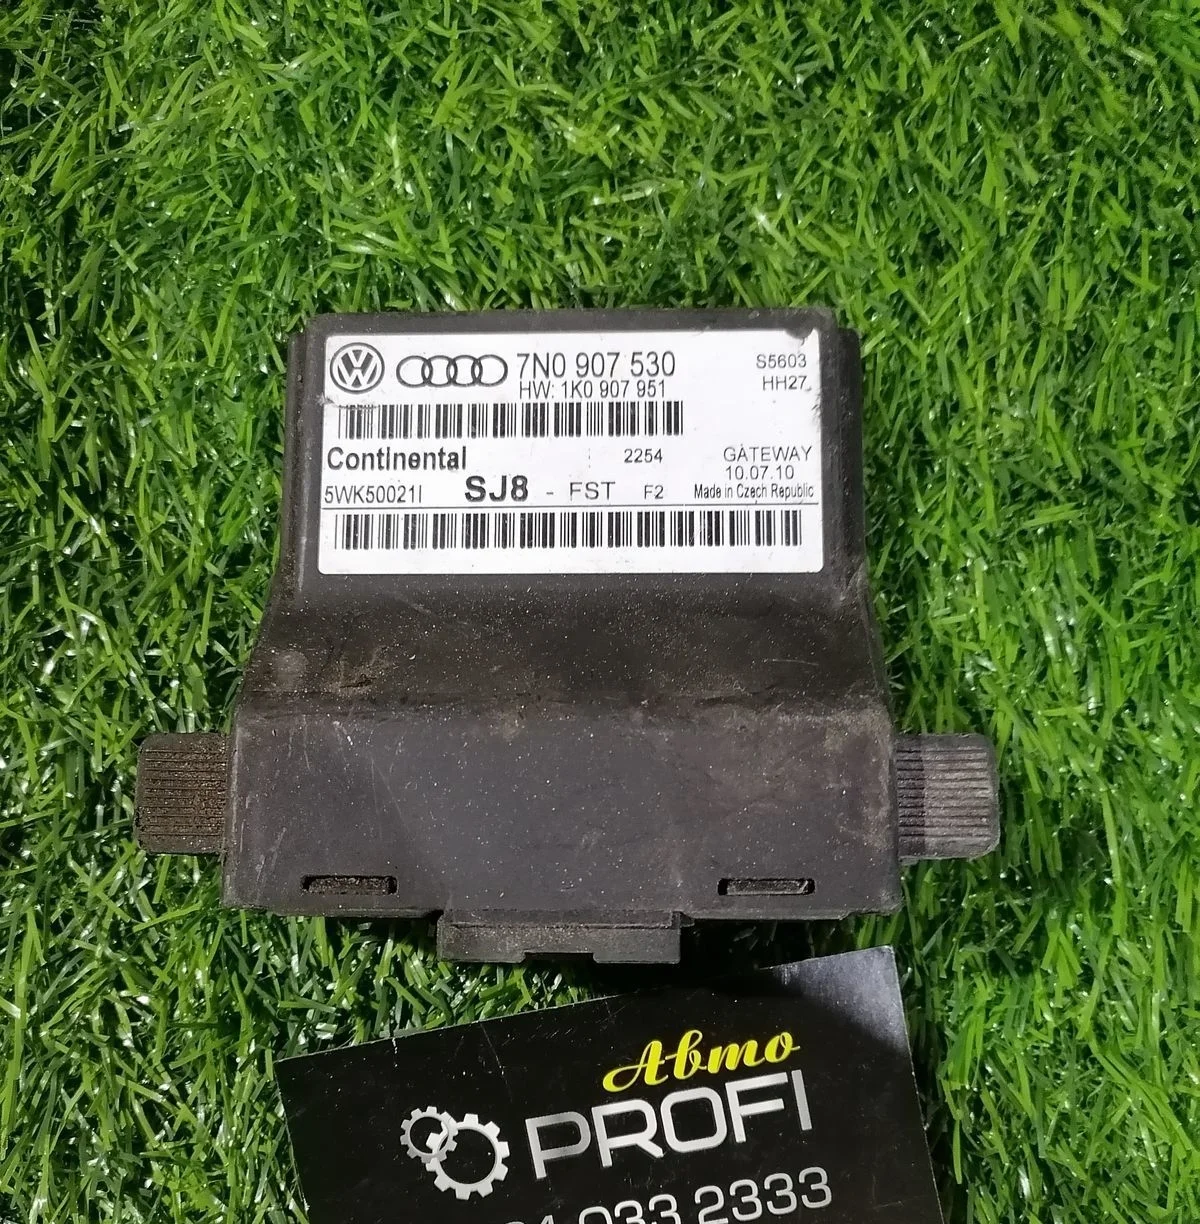 7N0 907 530
HW: 1K0 907 951
S5603
HH27
Continental 2254 GATEWAY
10.07.10
5WK50021I SJ8 - FST F2 Made in Czech Republic
Авто
PROFI
033 2333